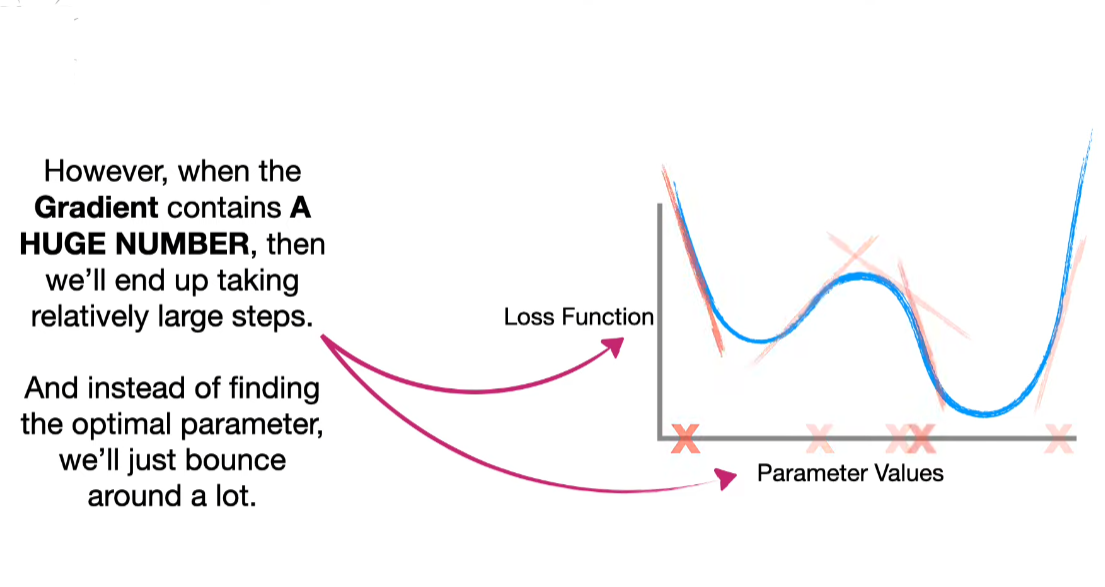 However, when the
Gradient contains A
HUGE NUMBER, then
we’ll end up taking
relatively large steps.
And instead of finding
the optimal parameter,
we’ll just bounce
around a lot.
Loss Function
X X X X X
Parameter Values